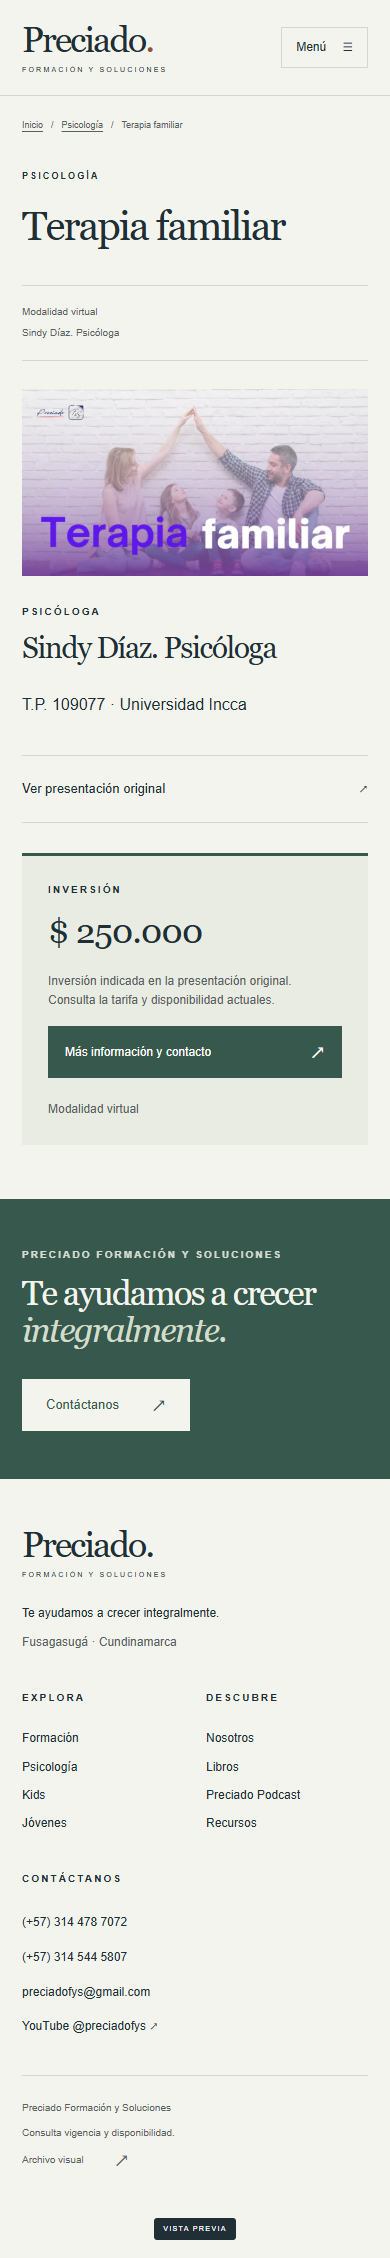 Preciado.
FORMACIÓN Y SOLUCIONES
Menú
Inicio / Psicología / Terapia familiar
PSICOLOGÍA
Terapia familiar
Modalidad virtual
Sindy Díaz. Psicóloga
Preciado
Terapia familiar
PSICÓLOGA
Sindy Díaz. Psicóloga
T.P. 109077 · Universidad Incca
Ver presentación original ↗
INVERSIÓN
$ 250.000
Inversión indicada en la presentación original.
Consulta la tarifa y disponibilidad actuales.
Más información y contacto ↗
Modalidad virtual
PRECIADO FORMACIÓN Y SOLUCIONES
Te ayudamos a crecer
integralmente.
Contáctanos ↗
Preciado.
FORMACIÓN Y SOLUCIONES
Te ayudamos a crecer integralmente.
Fusagasugá · Cundinamarca
EXPLORA
Formación
Psicología
Kids
Jóvenes
DESCUBRE
Nosotros
Libros
Preciado Podcast
Recursos
CONTÁCTANOS
(+57) 314 478 7072
(+57) 314 544 5807
preciadofys@gmail.com
YouTube @preciadofys ↗
Preciado Formación y Soluciones
Consulta vigencia y disponibilidad.
Archivo visual ↗
VISTA PREVIA